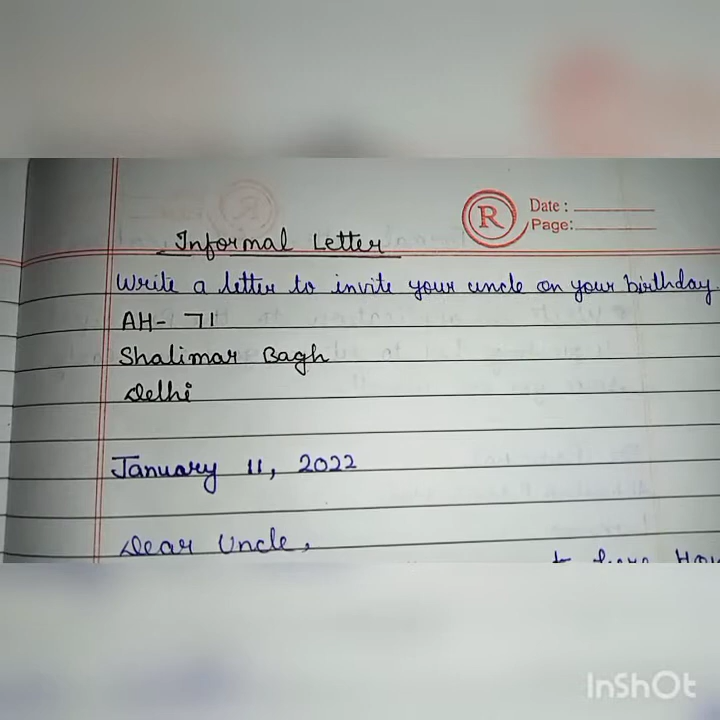 R
Date :
Page:
Informal Letter
Write a letter to invite your uncle on your birthday.
AH- 71
Shalimar Bagh
Delhi
January 11, 2022
Dear Uncle,
InShOt